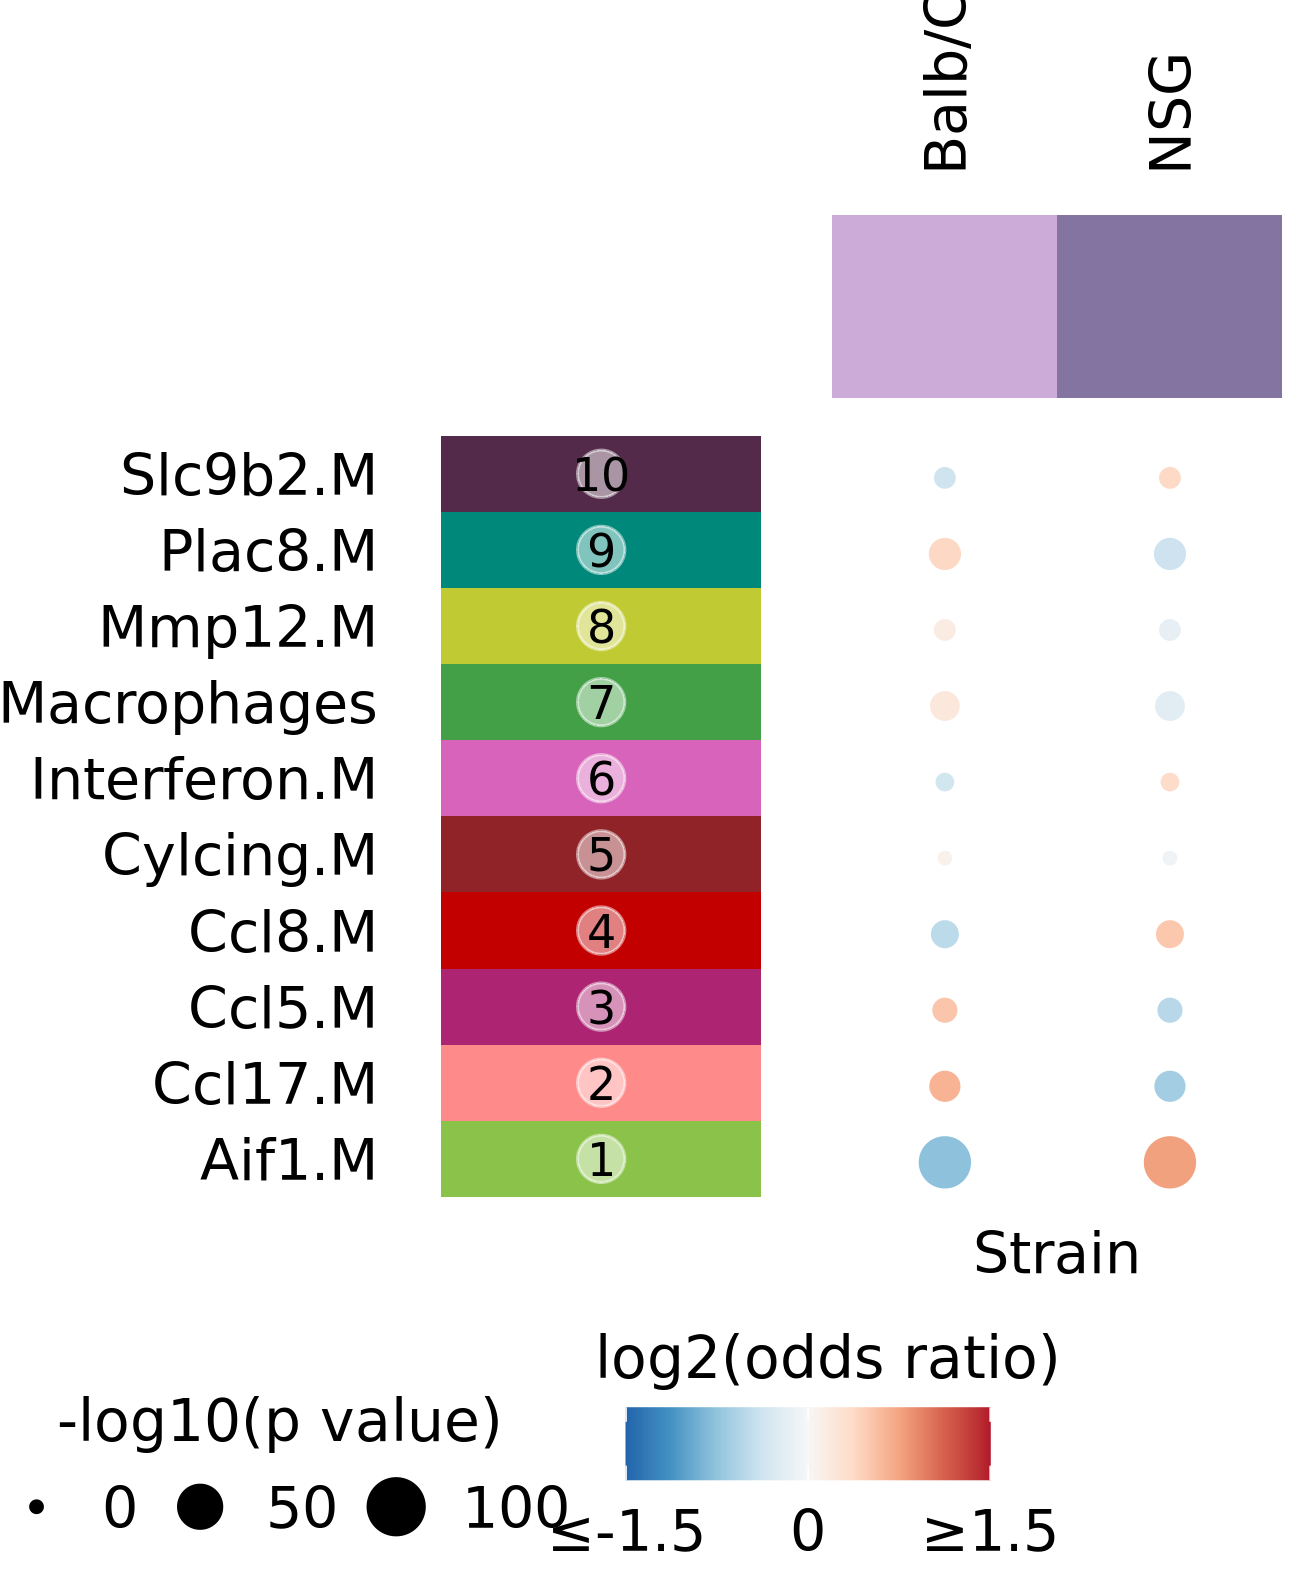 Balb/C
NSG
Slc9b2.M
10
Plac8.M
9
Mmp12.M
8
Macrophages
7
Interferon.M
6
Cylcing.M
5
Ccl8.M
4
Ccl5.M
3
Ccl17.M
2
Aif1.M
1
Strain
log2(odds ratio)
-log10(p value)
0 50 100
≤-1.5 0 ≥1.5